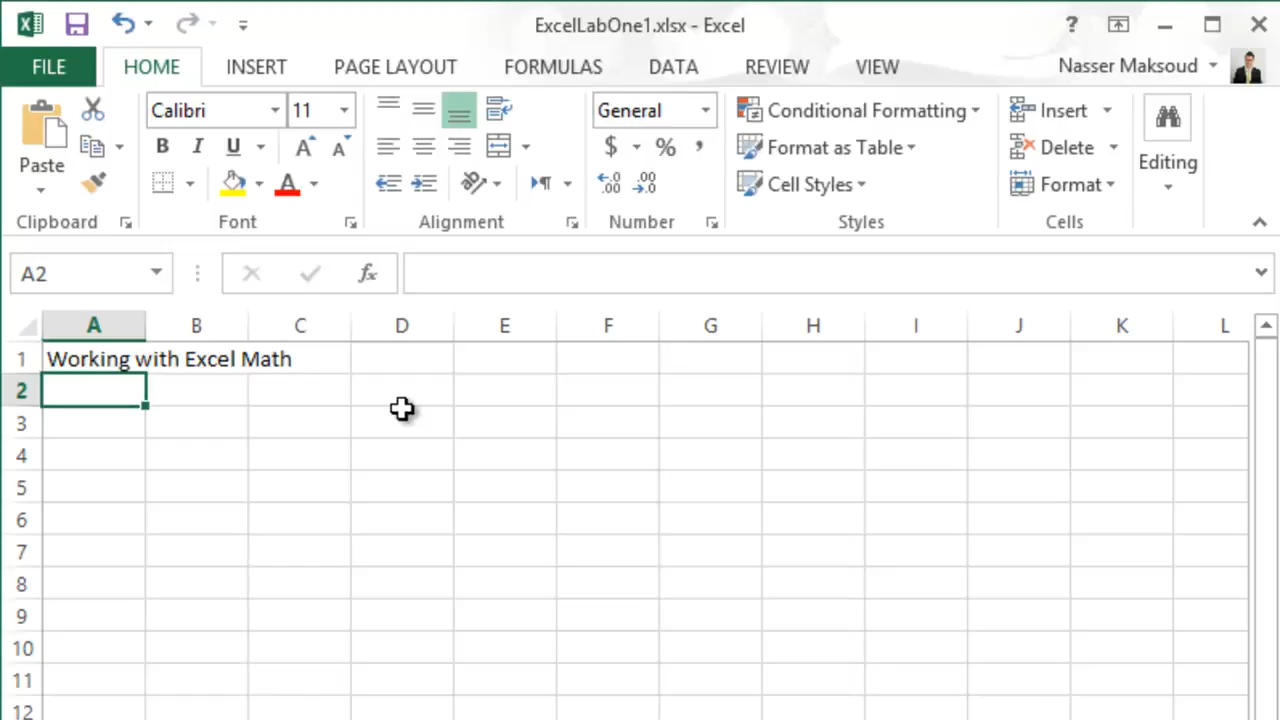 ExcelLabOne1.xlsx - Excel
?
FILE HOME INSERT PAGE LAYOUT FORMULAS DATA REVIEW VIEW Nasser Maksoud
Calibri 11 General Conditional Formatting Insert
Paste B I U A A $ % , Format as Table Delete Editing
A .00 .00 Cell Styles Format
Clipboard Font Alignment Number Styles Cells
A2 fx
A B C D E F G H I J K L
1 Working with Excel Math
2
3
4
5
6
7
8
9
10
11
12